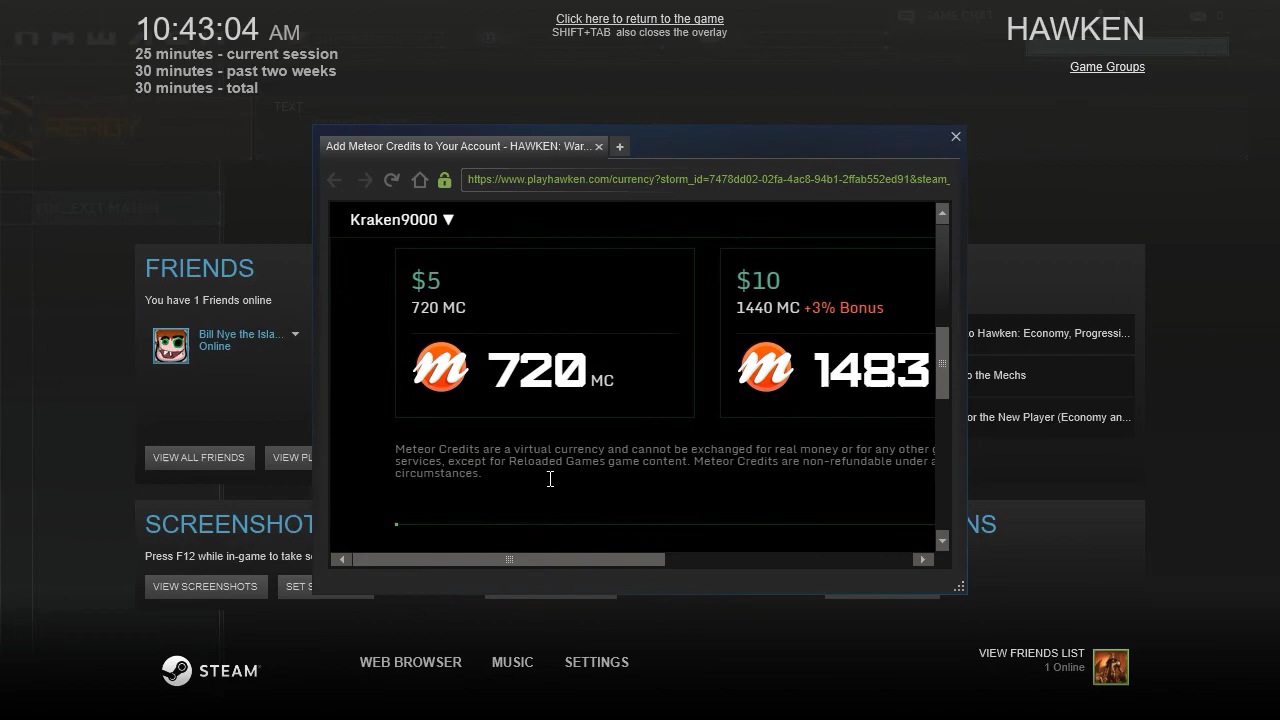 10:43:04 AM
25 minutes - current session
30 minutes - past two weeks
30 minutes - total
Click here to return to the game
SHIFT+TAB also closes the overlay
HAWKEN
Game Groups
TEXT
READY
Add Meteor Credits to Your Account - HAWKEN: War...
https://www.playhawken.com/currency?storm_id=7478dd02-02fa-4ac8-94b1-2ffab552ed91&steam_
Kraken9000 ▼
$5
720 MC
m 720 MC
$10
1440 MC +3% Bonus
m 1483
Meteor Credits are a virtual currency and cannot be exchanged for real money or for any other g
services, except for Reloaded Games game content. Meteor Credits are non-refundable under a
circumstances.
FRIENDS
You have 1 Friends online
Bill Nye the Isla...
Online
VIEW ALL FRIENDS
VIEW PL
o Hawken: Economy, Progressi...
o the Mechs
or the New Player (Economy an...
SCREENSHOT
Press F12 while in-game to take s
VIEW SCREENSHOTS
SET S
NS
STEAM
WEB BROWSER
MUSIC
SETTINGS
VIEW FRIENDS LIST
1 Online